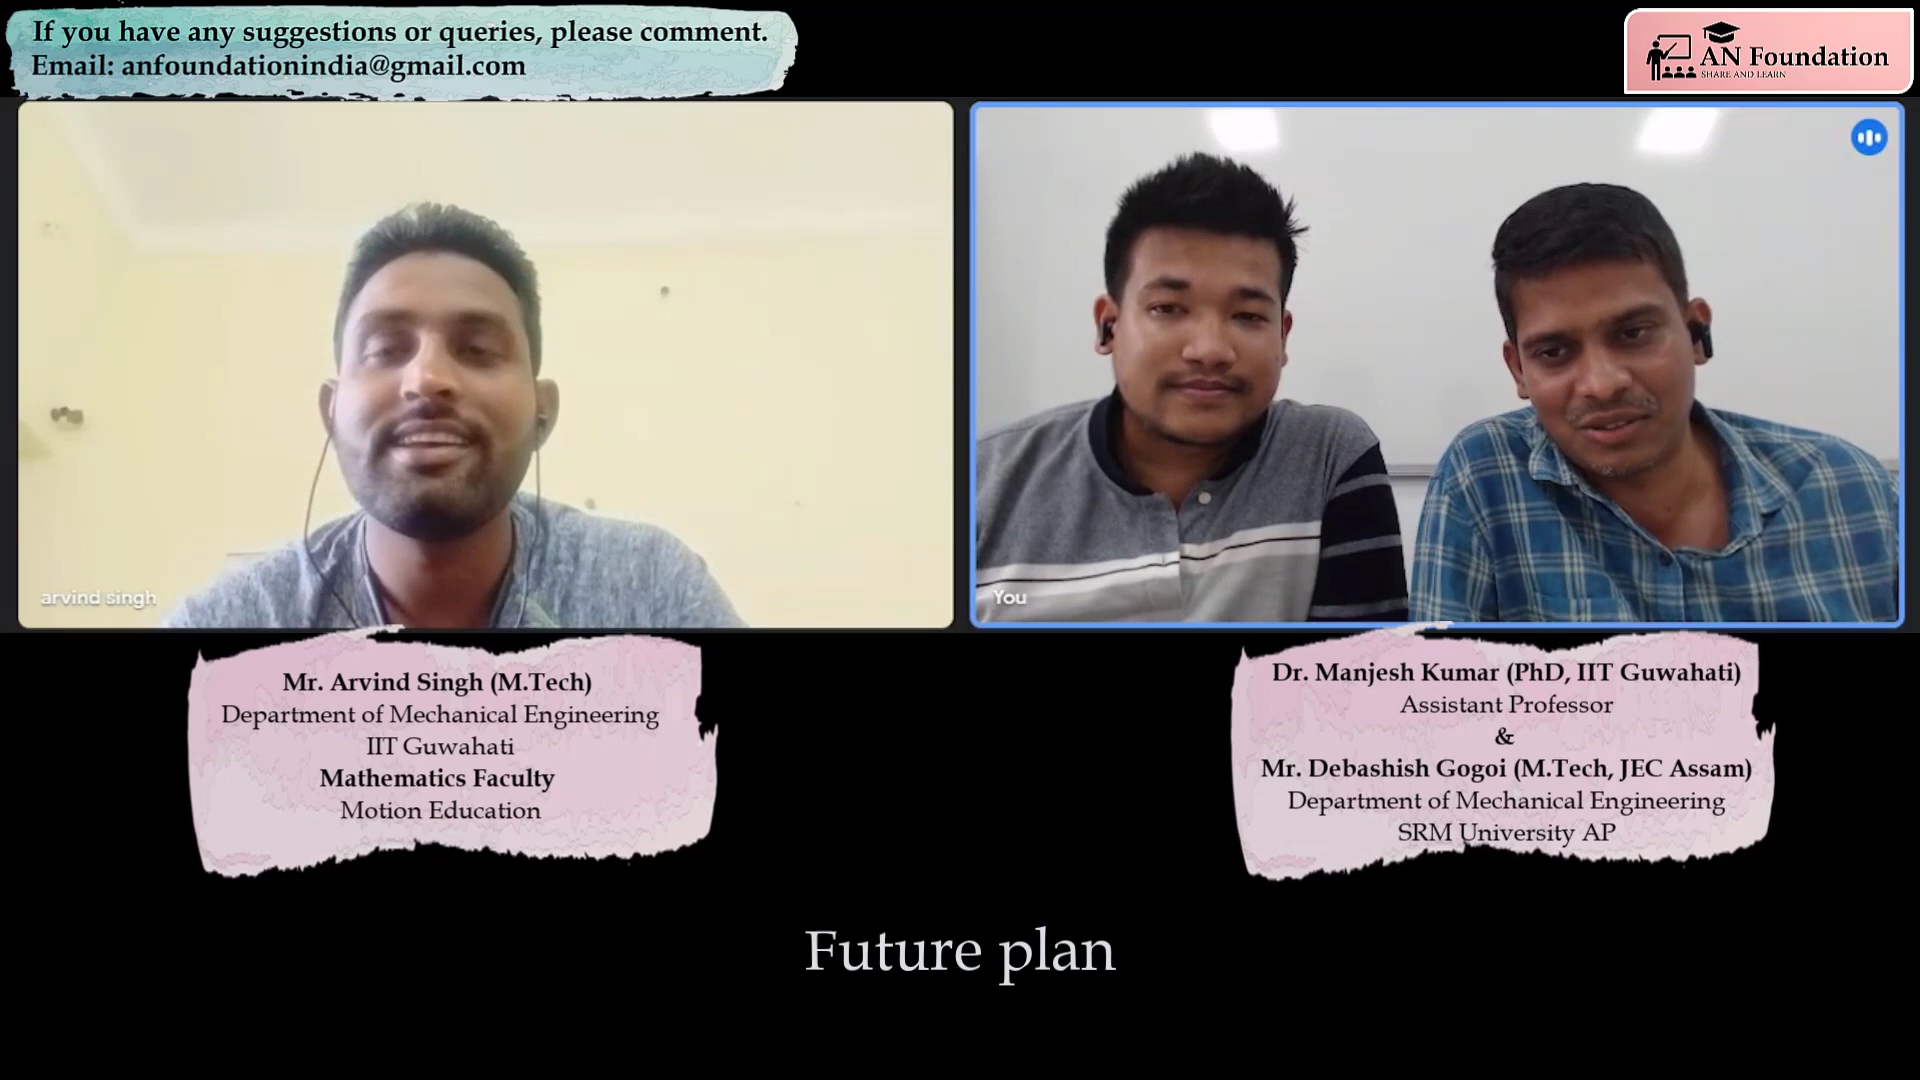 If you have any suggestions or queries, please comment.
Email: anfoundationindia@gmail.com
AN Foundation
SHARE AND LEARN
arvind singh
You
Mr. Arvind Singh (M.Tech)
Department of Mechanical Engineering
IIT Guwahati
Mathematics Faculty
Motion Education
Dr. Manjesh Kumar (PhD, IIT Guwahati)
Assistant Professor
&
Mr. Debashish Gogoi (M.Tech, JEC Assam)
Department of Mechanical Engineering
SRM University AP
Future plan